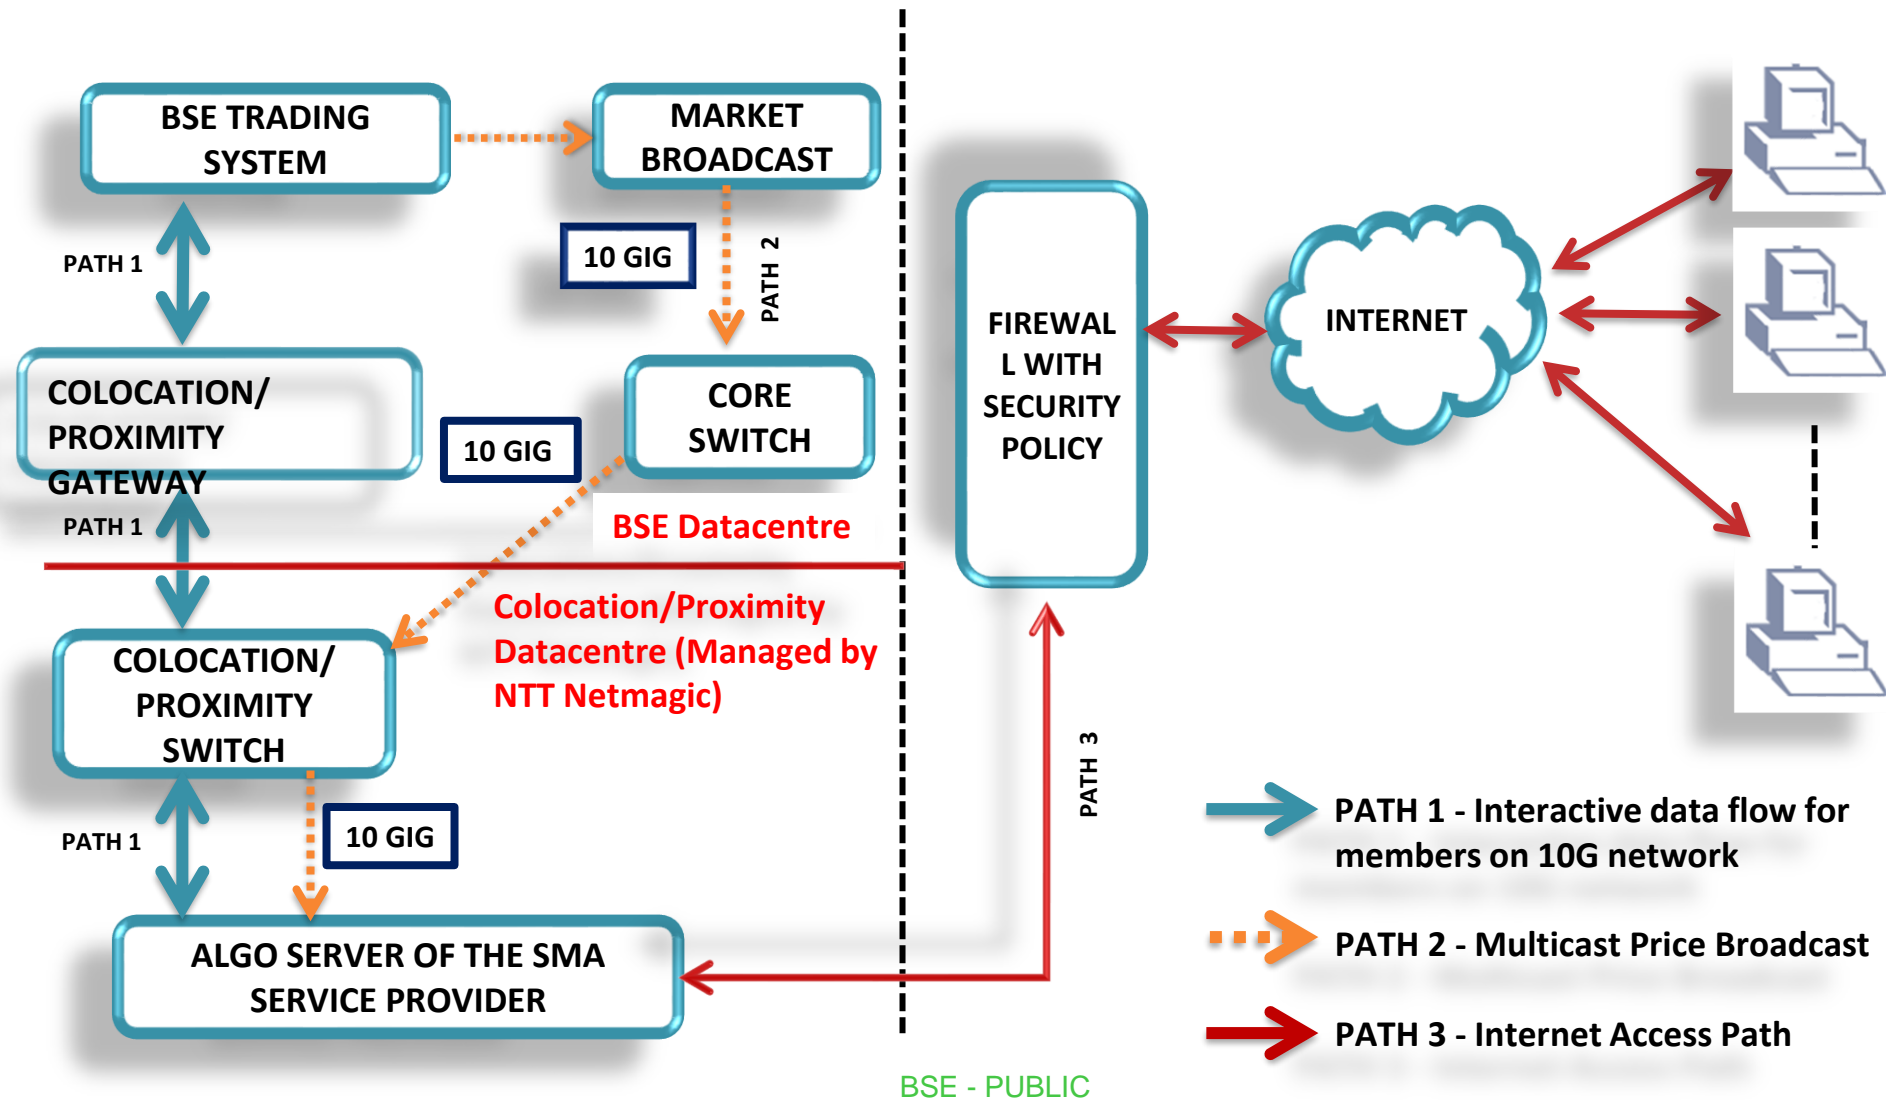 BSE TRADING
SYSTEM
MARKET
BROADCAST
PATH 1
10 GIG
PATH 2
COLOCATION/
PROXIMITY
GATEWAY
10 GIG
CORE
SWITCH
PATH 1
BSE Datacentre
Colocation/Proximity
Datacentre (Managed by
NTT Netmagic)
COLOCATION/
PROXIMITY
SWITCH
PATH 1
10 GIG
ALGO SERVER OF THE SMA
SERVICE PROVIDER
FIREWAL
L WITH
SECURITY
POLICY
INTERNET
PATH 3
PATH 1 - Interactive data flow for
members on 10G network
PATH 2 - Multicast Price Broadcast
PATH 3 - Internet Access Path
BSE - PUBLIC